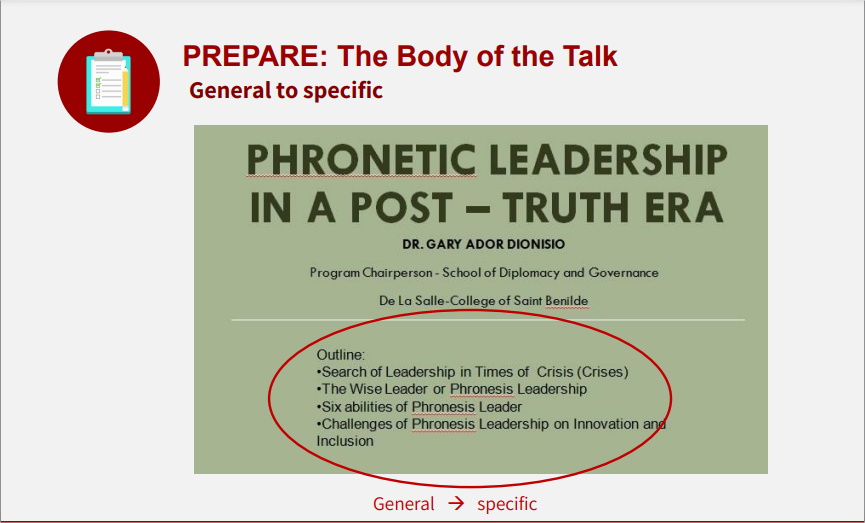 PREPARE: The Body of the Talk
General to specific
PHRONETIC LEADERSHIP
IN A POST – TRUTH ERA
DR. GARY ADOR DIONISIO
Program Chairperson - School of Diplomacy and Governance
De La Salle-College of Saint Benilde
Outline:
•Search of Leadership in Times of Crisis (Crises)
•The Wise Leader or Phronesis Leadership
•Six abilities of Phronesis Leader
•Challenges of Phronesis Leadership on Innovation and
Inclusion
General → specific